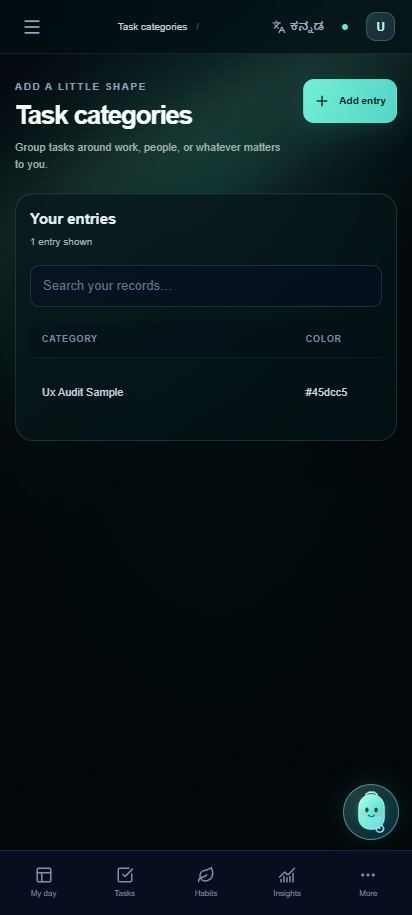 Task categories /
ಕನ್ನಡ
U
ADD A LITTLE SHAPE
Task categories
Add entry
Group tasks around work, people, or whatever matters
to you.
Your entries
1 entry shown
Search your records...
CATEGORY COLOR
Ux Audit Sample #45dcc5
My day Tasks Habits Insights More